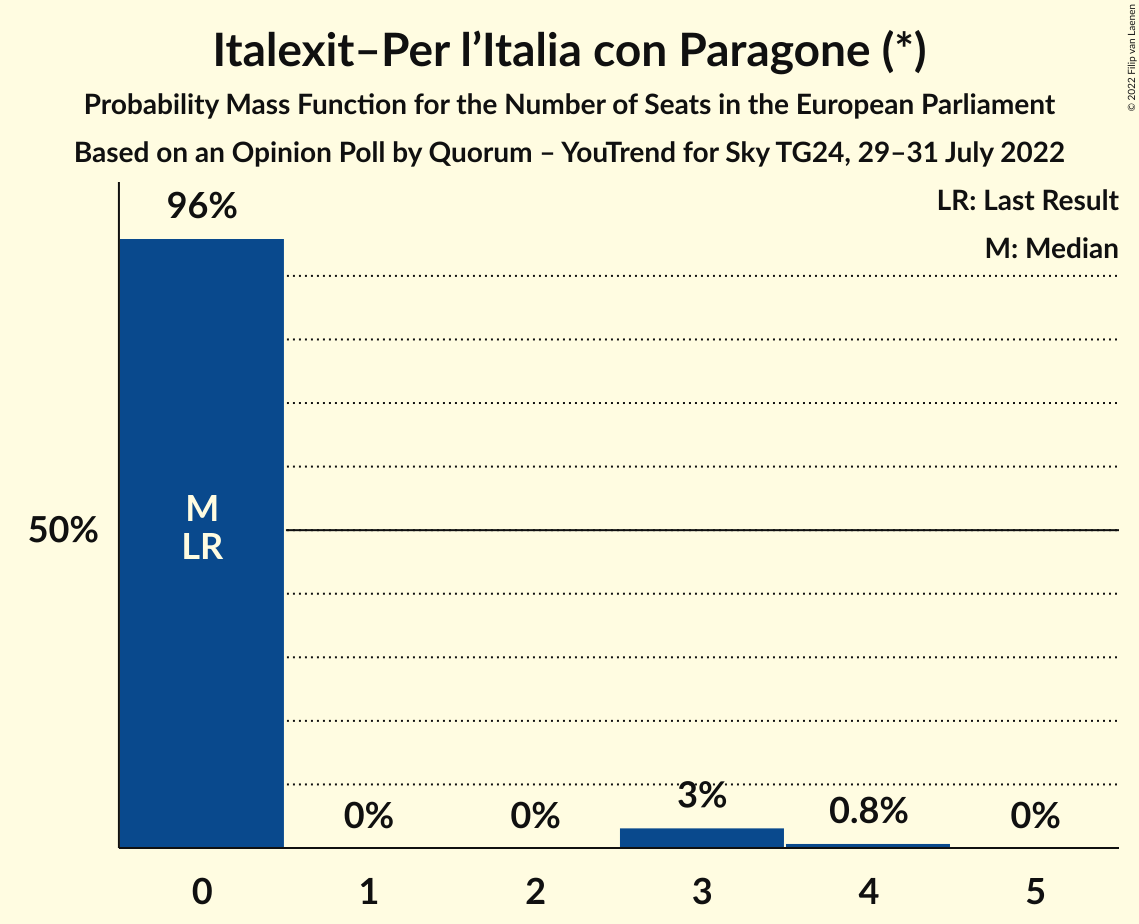 Italexit–Per l’Italia con Paragone (*)
Probability Mass Function for the Number of Seats in the European Parliament
Based on an Opinion Poll by Quorum – YouTrend for Sky TG24, 29–31 July 2022
© 2022 Filip van Laenen
LR: Last Result
M: Median
96%
M
LR
50%
0%
0%
3%
0.8%
0%
0
1
2
3
4
5